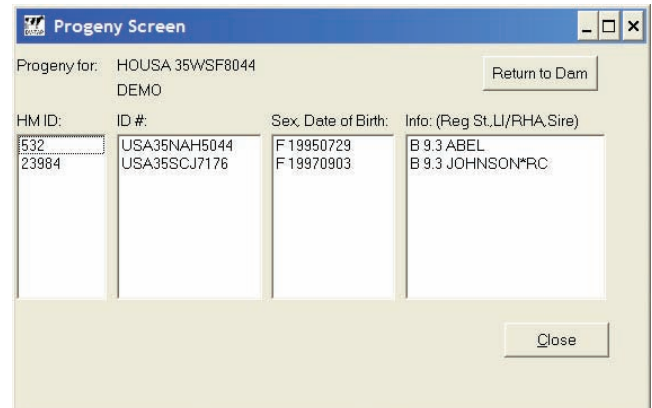 Progeny Screen
Progeny for: HOUSA 35WSF8044
DEMO
Return to Dam
HM ID: ID #: Sex, Date of Birth: Info: (Reg St.,LI/RHA,Sire)
532 USA35NAH5044 F 19950729 B 9.3 ABEL
23984 USA35SCJ7176 F 19970903 B 9.3 JOHNSON*RC
Close